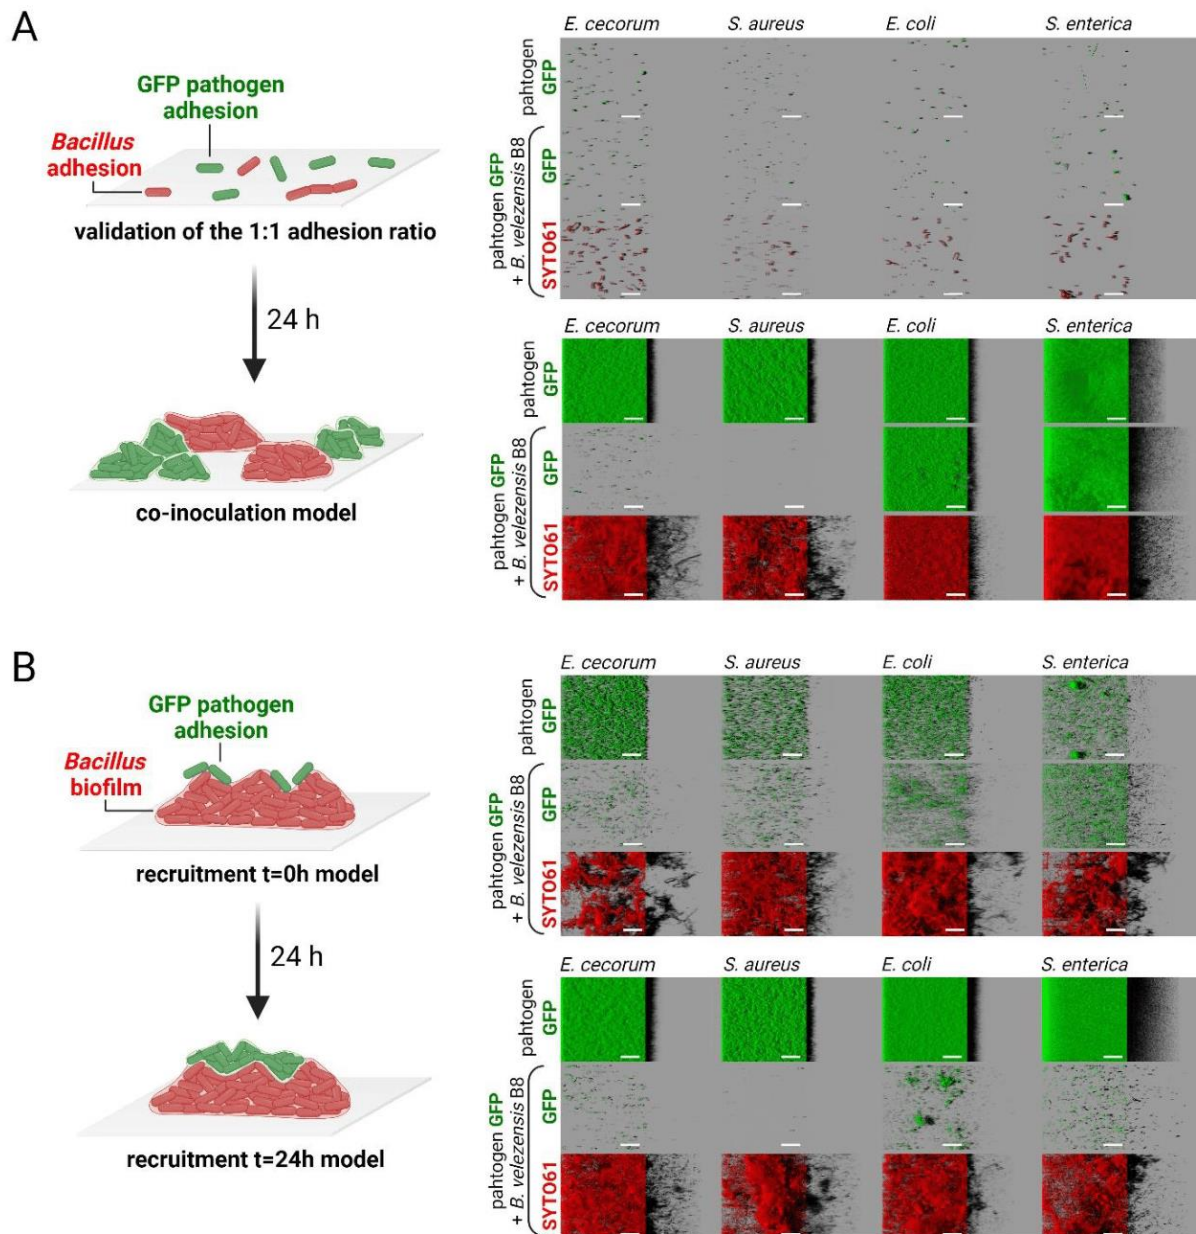 A
GFP pathogen
adhesion
Bacillus
adhesion
validation of the 1:1 adhesion ratio
24 h
co-inoculation model
E. cecorum S. aureus E. coli S. enterica
pahtogen
GFP
pahtogen GFP
+ B. velezensis B8
GFP
SYTO61
E. cecorum S. aureus E. coli S. enterica
pahtogen
GFP
pahtogen GFP
+ B. velezensis B8
GFP
SYTO61
B
GFP pathogen
adhesion
Bacillus
biofilm
recruitment t=0h model
24 h
recruitment t=24h model
E. cecorum S. aureus E. coli S. enterica
pahtogen
GFP
pahtogen GFP
+ B. velezensis B8
GFP
SYTO61
E. cecorum S. aureus E. coli S. enterica
pahtogen
GFP
pahtogen GFP
+ B. velezensis B8
GFP
SYTO61